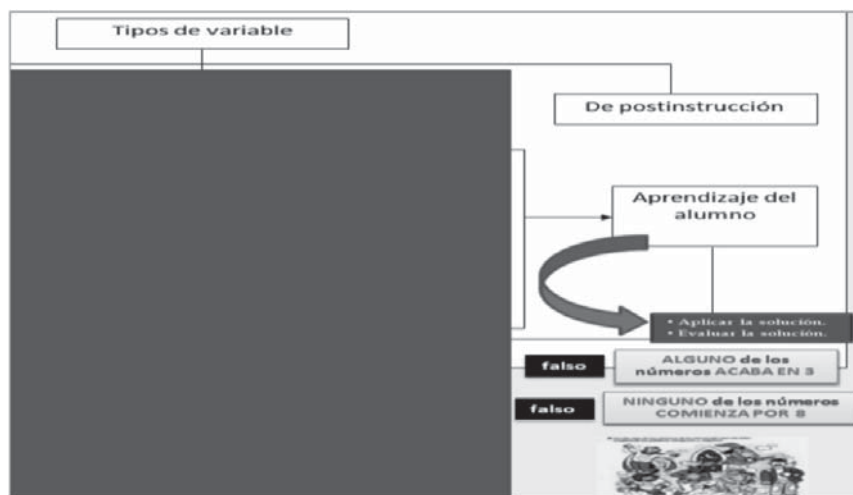 Tipos de variable
De postinstrucción
Aprendizaje del
alumno
• Aplicar la solución.
• Evaluar la solución.
falso
ALGUNO de los
números ACABA EN 3
falso
NINGUNO de los números
COMIENZA POR 8